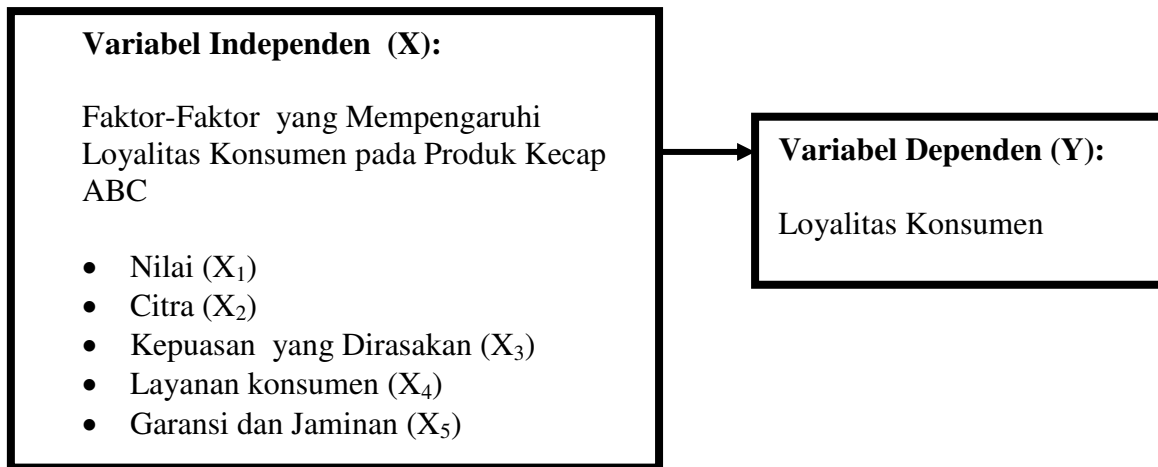 Variabel Independen (X):
Faktor-Faktor yang Mempengaruhi
Loyalitas Konsumen pada Produk Kecap
ABC
• Nilai (X₁)
• Citra (X₂)
• Kepuasan yang Dirasakan (X₃)
• Layanan konsumen (X₄)
• Garansi dan Jaminan (X₅)
Variabel Dependen (Y):
Loyalitas Konsumen